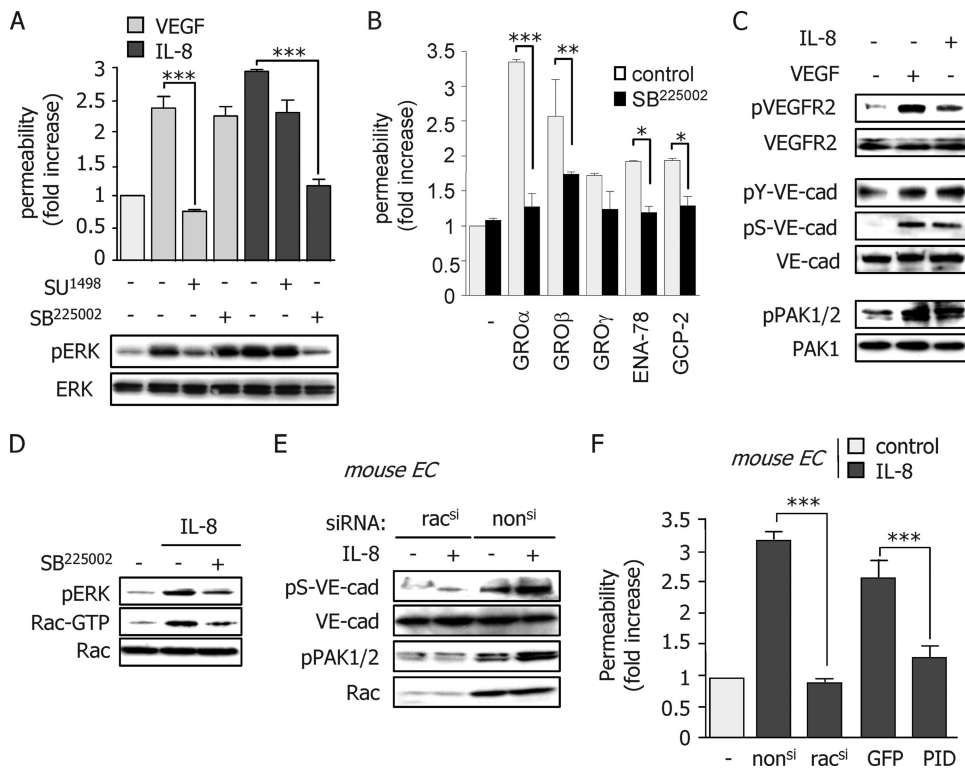 A
VEGF
IL-8
permeability
(fold increase)
3
2.5
2
1.5
1
0.5
0
***
***
SU1498 - - + - - + -
SB225002 - - - + - - +
pERK
ERK
B
permeability
(fold increase)
4
3.5
3
2.5
2
1.5
1
0.5
0
***
**
*
*
control
SB225002
-
GROα
GROβ
GROγ
ENA-78
GCP-2
C
IL-8 - - +
VEGF - + -
pVEGFR2
VEGFR2
pY-VE-cad
pS-VE-cad
VE-cad
pPAK1/2
PAK1
D
IL-8
SB225002 - - +
pERK
Rac-GTP
Rac
E
mouse EC
siRNA: racsi nonsi
IL-8 - + - +
pS-VE-cad
VE-cad
pPAK1/2
Rac
F
mouse EC
control
IL-8
Permeability
(fold increase)
3.5
3
2.5
2
1.5
1
0.5
0
***
***
- nonsi racsi GFP PID